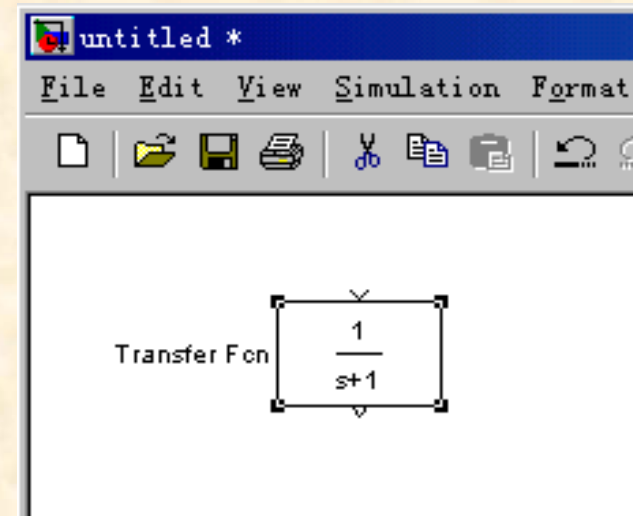 untitled *
File Edit View Simulation Format
Transfer Fcn
1
s+1